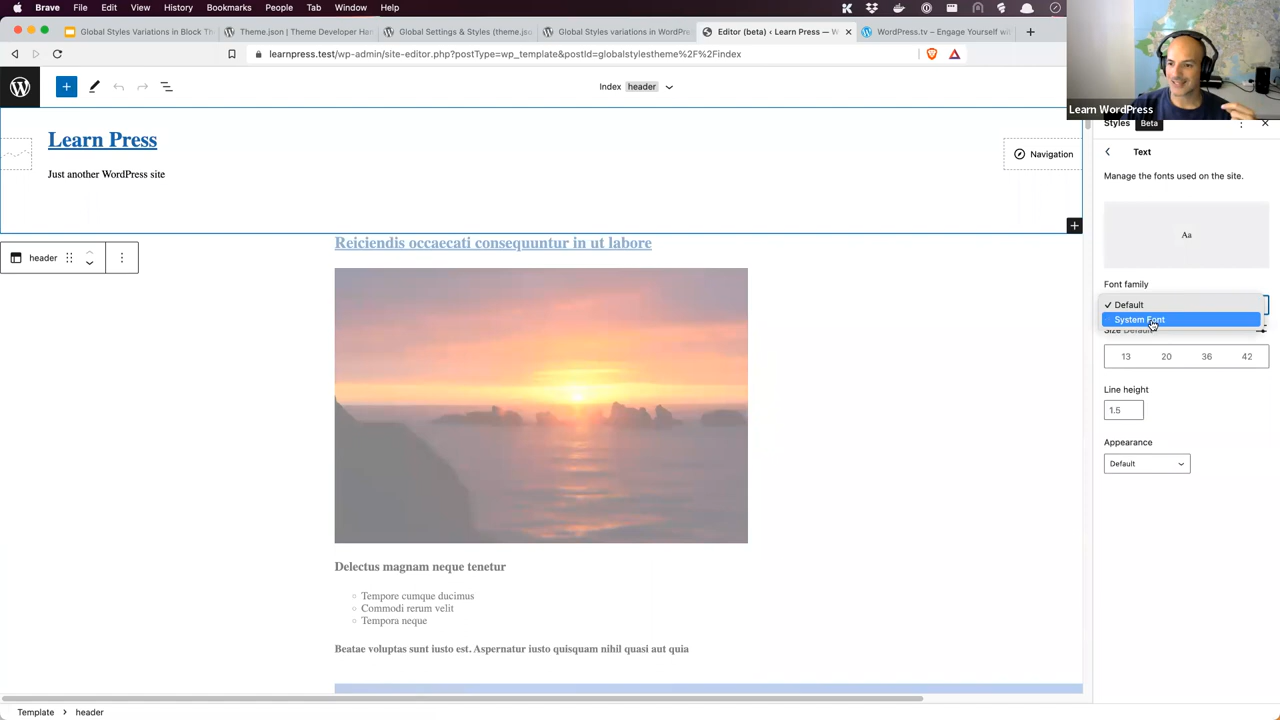 Brave File Edit View History Bookmarks People Tab Window Help
Global Styles Variations in Block Th
Theme.json | Theme Developer Han
Global Settings & Styles (theme.jso
Global Styles variations in WordPre
Editor (beta) ‹ Learn Press — W
WordPress.tv – Engage Yourself wi
learnpress.test/wp-admin/site-editor.php?postType=wp_template&postId=globalstylestheme%2F%2Findex
Index header
Learn WordPress
Styles Beta
Learn Press
Just another WordPress site
Navigation
Text
Manage the fonts used on the site.
Aa
Reiciendis occaecati consequuntur in ut labore
header
Font family
Default
System Font
Size Default
13 20 36 42
Line height
1.5
Appearance
Default
Delectus magnam neque tenetur
Tempore cumque ducimus
Commodi rerum velit
Tempora neque
Beatae voluptas sunt iusto est. Aspernatur iusto quisquam nihil quasi aut quia
Template header